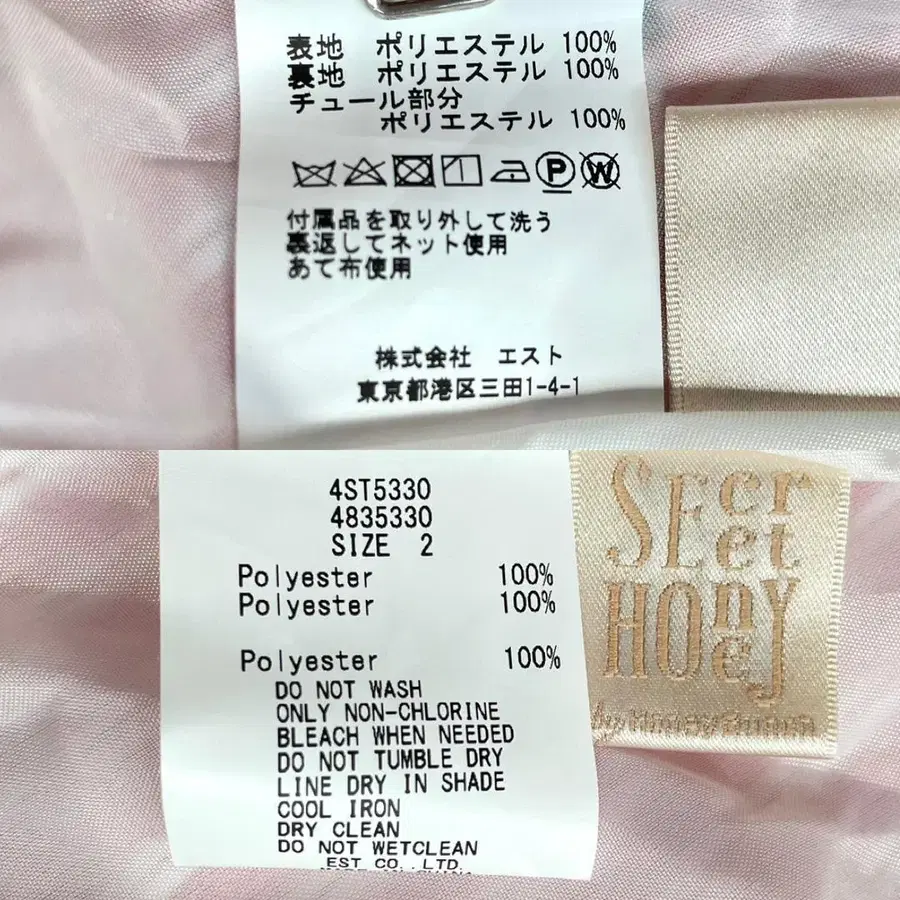 表地 ポリエステル 100%
裏地 ポリエステル 100%
チュール部分
ポリエステル 100%
P W
付属品を取り外して洗う
裏返してネット使用
あて布使用
株式会社 エスト
東京都港区三田1-4-1
4ST5330
4835330
SIZE 2
Polyester 100%
Polyester 100%
Polyester 100%
DO NOT WASH
ONLY NON-CHLORINE
BLEACH WHEN NEEDED
DO NOT TUMBLE DRY
LINE DRY IN SHADE
COOL IRON
DRY CLEAN
DO NOT WETCLEAN
EST CO.,LTD.
SEcret
HOneY
by Honey Bunch